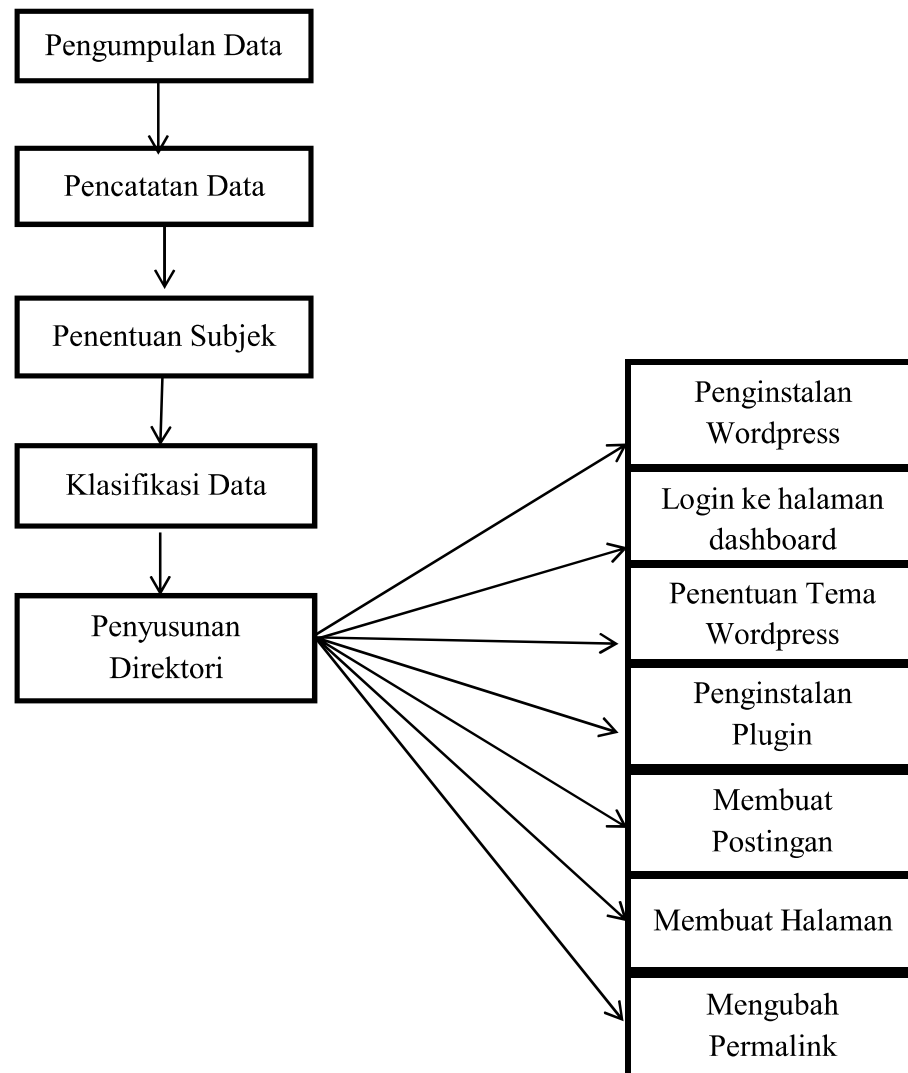 Pengumpulan Data
Pencatatan Data
Penentuan Subjek
Klasifikasi Data
Penyusunan
Direktori
Penginstalan
Wordpress
Login ke halaman
dashboard
Penentuan Tema
Wordpress
Penginstalan
Plugin
Membuat
Postingan
Membuat Halaman
Mengubah
Permalink